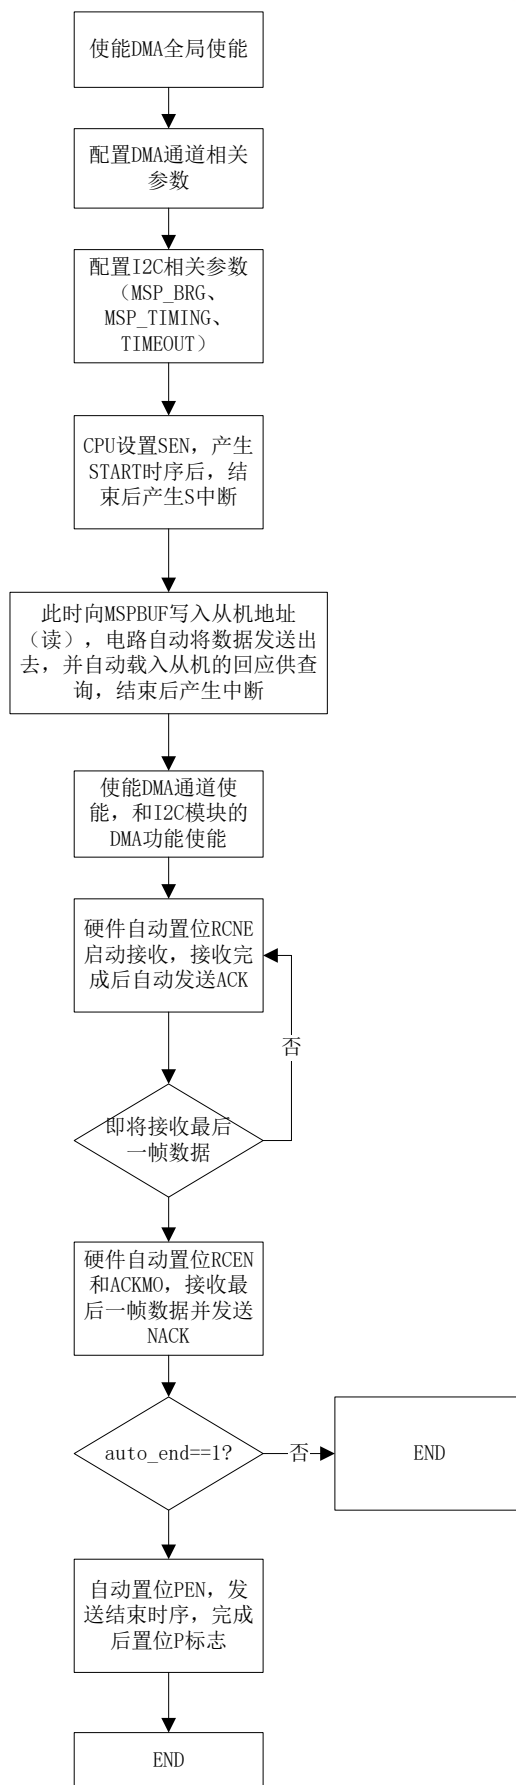 使能DMA全局使能
配置DMA通道相关
参数
配置I2C相关参数
（MSP_BRG、
MSP_TIMING、
TIMEOUT）
CPU设置SEN，产生
START时序后，结
束后产生S中断
此时向MSPBUF写入从机地址
（读），电路自动将数据发送出
去，并自动载入从机的回应供查
询，结束后产生中断
使能DMA通道使
能，和I2C模块的
DMA功能使能
硬件自动置位RCNE
启动接收，接收完
成后自动发送ACK
否
即将接收最后
一帧数据
硬件自动置位RCEN
和ACKMO，接收最
后一帧数据并发送
NACK
auto_end==1?
否
END
自动置位PEN，发
送结束时序，完成
后置位P标志
END